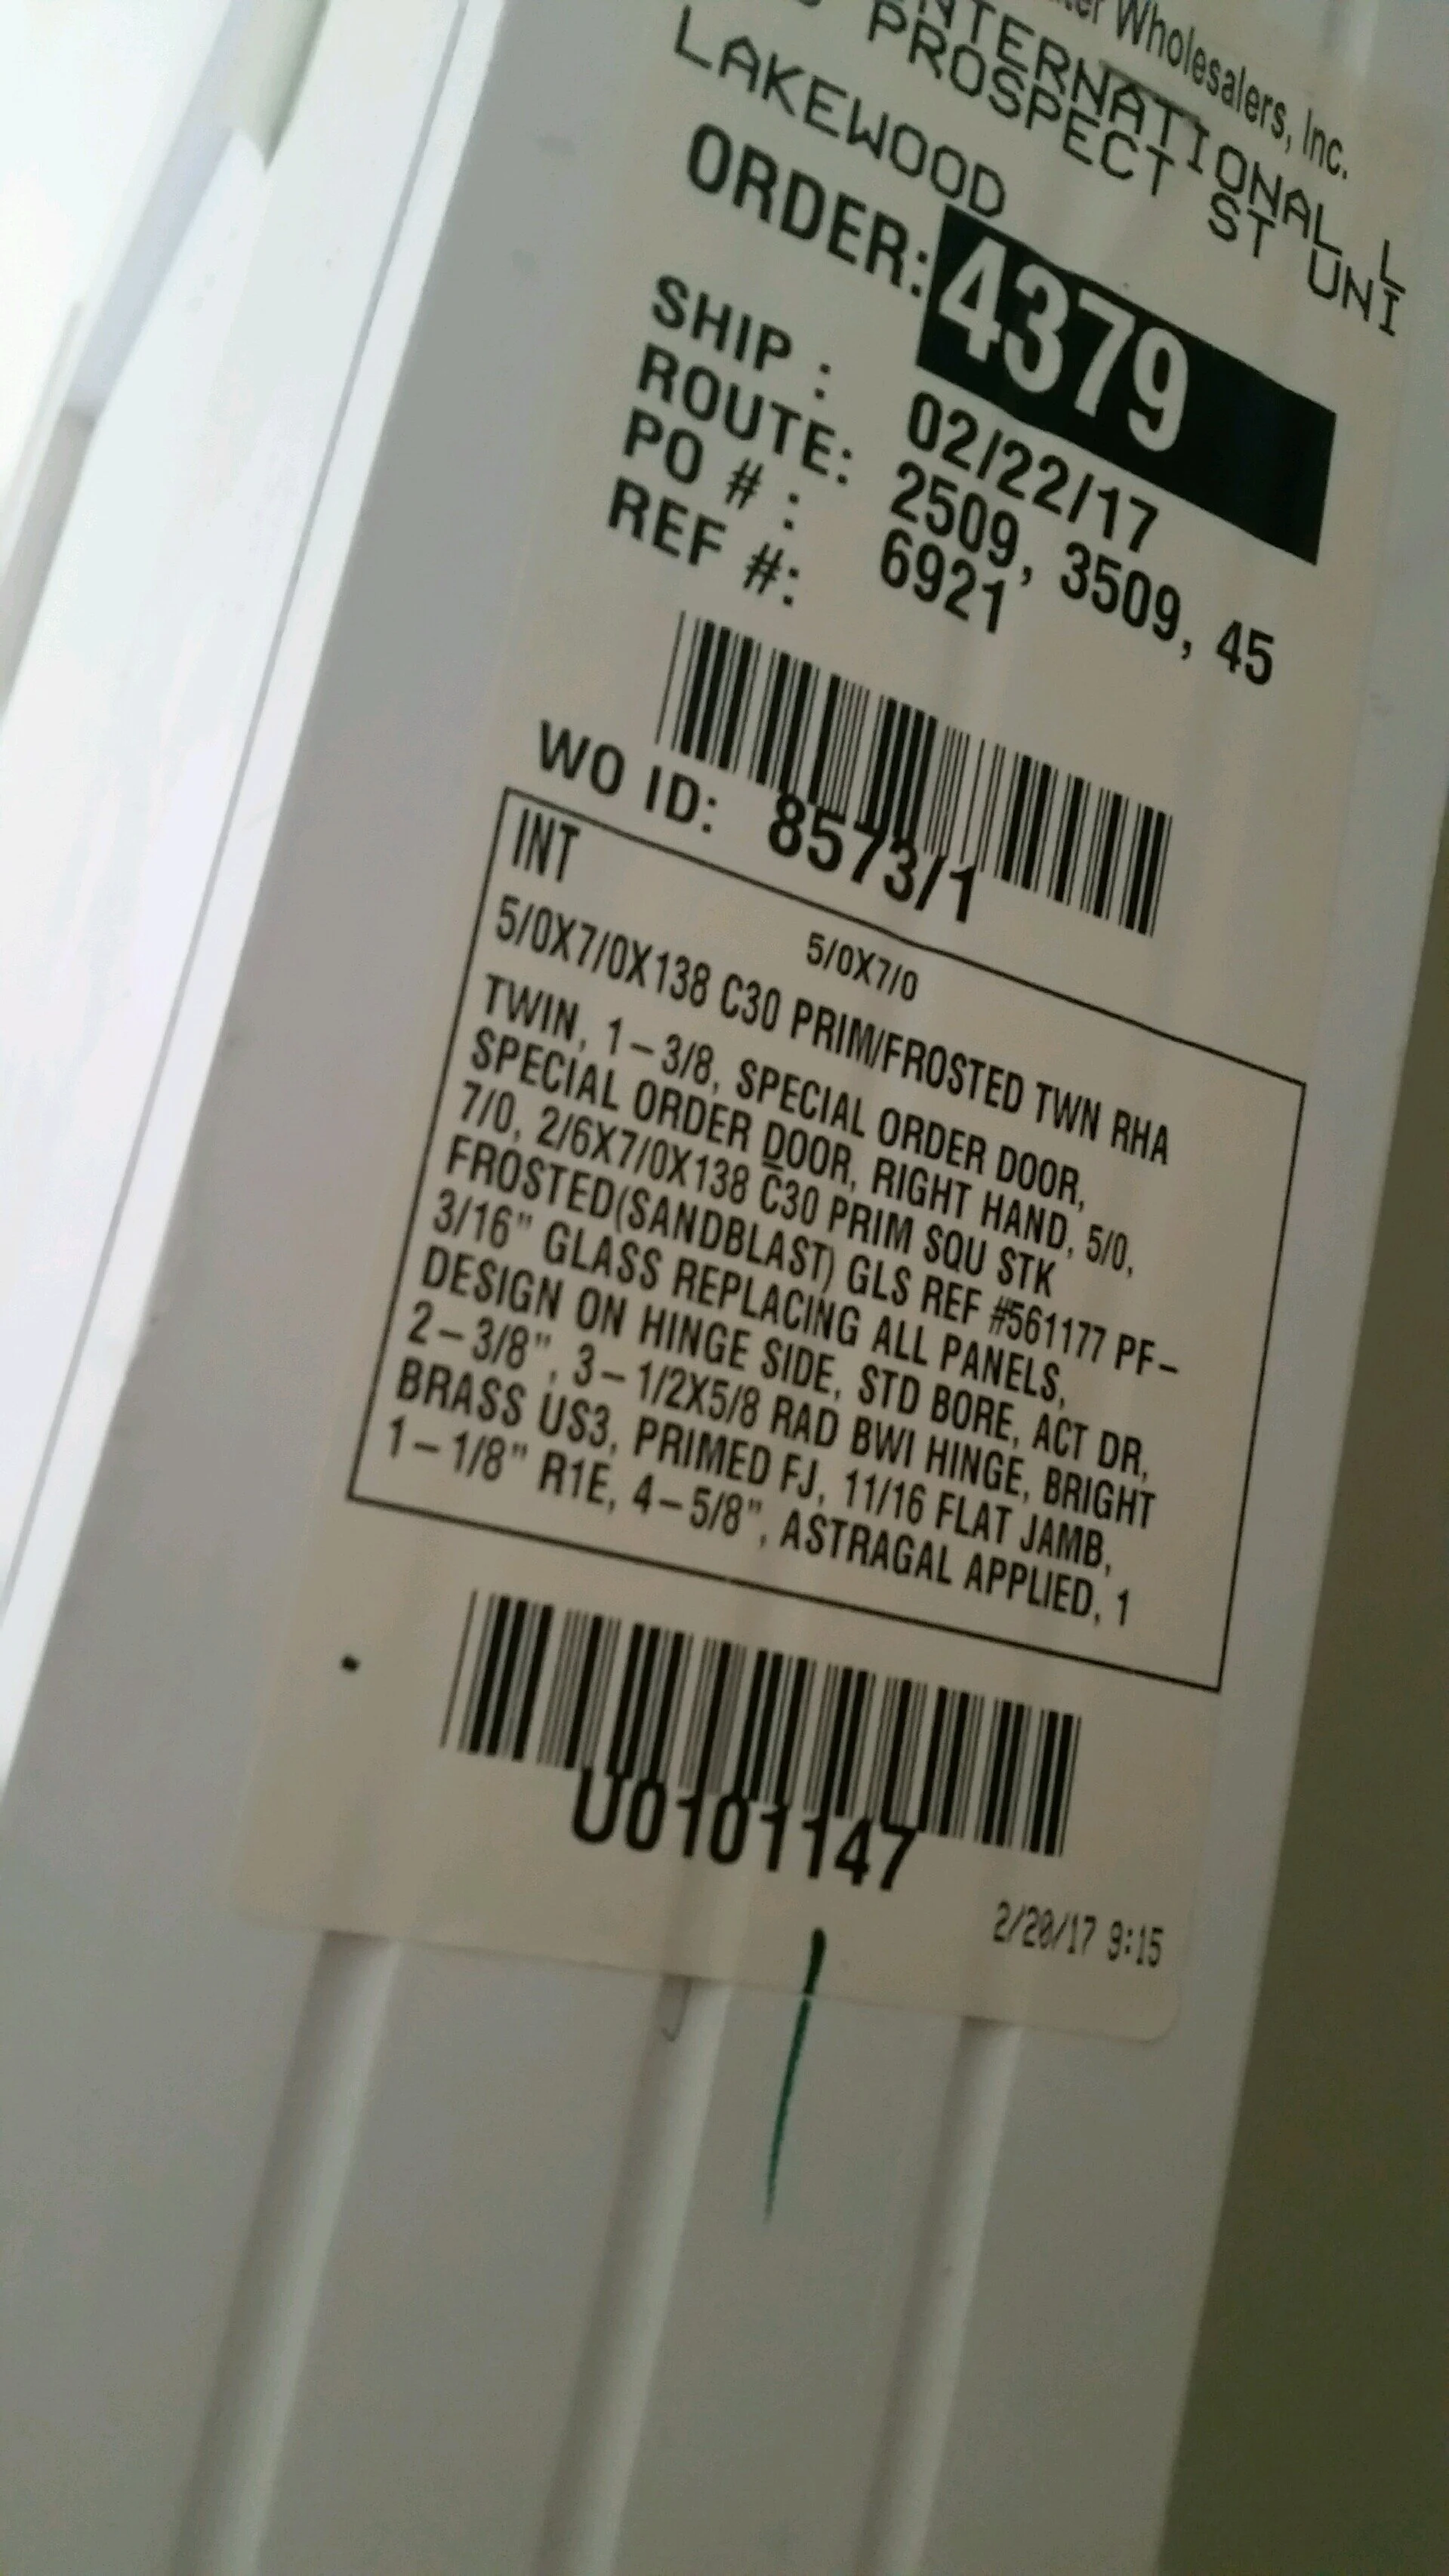 Wholesalers, Inc.
INTERNATIONAL L
PROSPECT ST UNI
LAKEWOOD
ORDER: 4379
SHIP : 02/22/17
ROUTE: 2509, 3509, 45
PO # : 6921
REF #:
WO ID: 8573/1
INT 5/0X7/0
5/0X7/0X138 C30 PRIM/FROSTED TWN RHA
TWIN, 1-3/8, SPECIAL ORDER DOOR,
SPECIAL ORDER DOOR, RIGHT HAND, 5/0,
7/0, 2/6X7/0X138 C30 PRIM SQU STK
FROSTED(SANDBLAST) GLS REF #561177 PF-
3/16" GLASS REPLACING ALL PANELS,
DESIGN ON HINGE SIDE, STD BORE, ACT DR,
2-3/8", 3-1/2X5/8 RAD BWI HINGE, BRIGHT
BRASS US3, PRIMED FJ, 11/16 FLAT JAMB,
1-1/8" R1E, 4-5/8", ASTRAGAL APPLIED, 1
U0101147
2/20/17 9:15